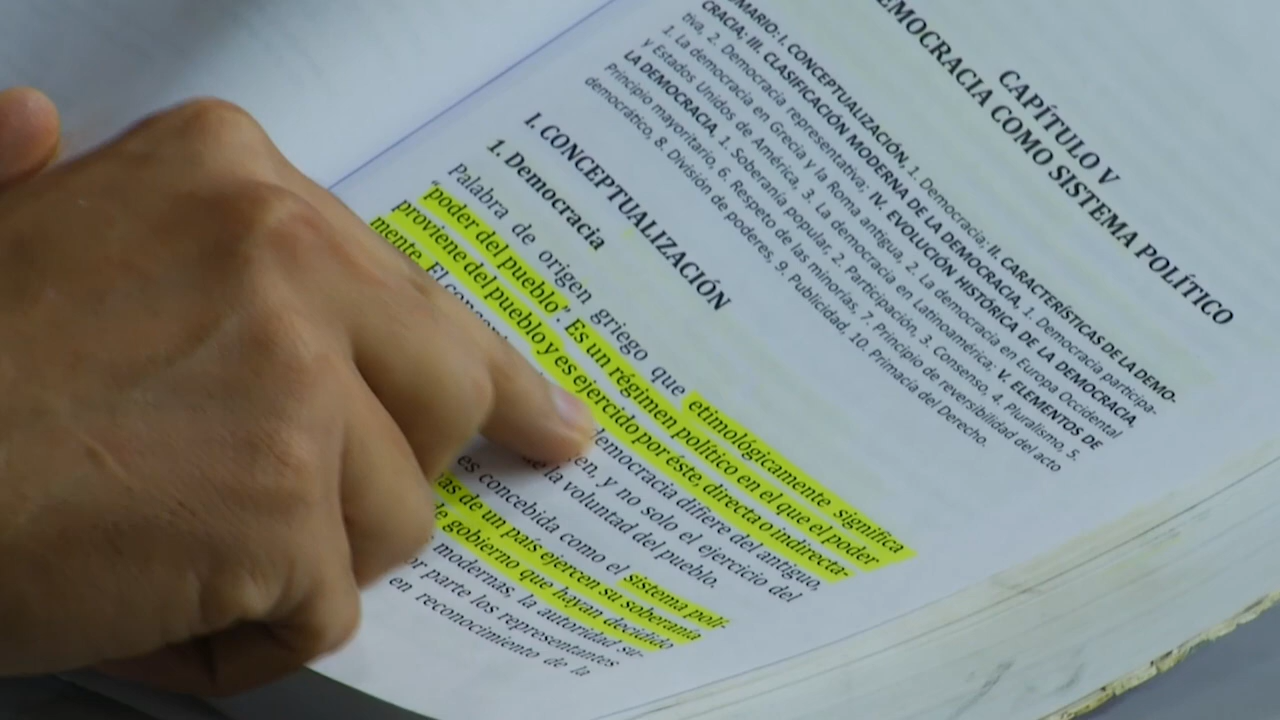 CAPÍTULO V
EMOCRACIA COMO SISTEMA POLÍTICO
MARIO: I. CONCEPTUALIZACIÓN, 1. Democracia; II. CARACTERÍSTICAS DE LA DEMO-
CRACIA; III. CLASIFICACIÓN MODERNA DE LA DEMOCRACIA, 1. Democracia participa-
tiva, 2. Democracia representativa; IV. EVOLUCIÓN HISTÓRICA DE LA DEMOCRACIA,
1. La democracia en Grecia y la Roma antigua, 2. La democracia en Europa Occidental
y Estados Unidos de América, 3. La democracia en Latinoamérica; V. ELEMENTOS DE
LA DEMOCRACIA, 1. Soberanía popular, 2. Participación, 3. Consenso, 4. Pluralismo, 5.
Principio mayoritario, 6. Respeto de las minorías, 7. Principio de reversibilidad del acto
democrático, 8. División de poderes, 9. Publicidad, 10. Primacía del Derecho.
I. CONCEPTUALIZACIÓN
1. Democracia
Palabra de origen griego que etimológicamente significa
"poder del pueblo". Es un régimen político en el que el poder
proviene del pueblo y es ejercido por éste, directa o indirecta-
mente. El democracia difiere del antiguo,
en, y no solo el ejercicio del
la voluntad del pueblo.
es concebida como el sistema polí-
as de un país ejercen su soberanía
gobierno que hayan decidido
modernas, la autoridad se-
or parte los representantes
en reconocimiento de la